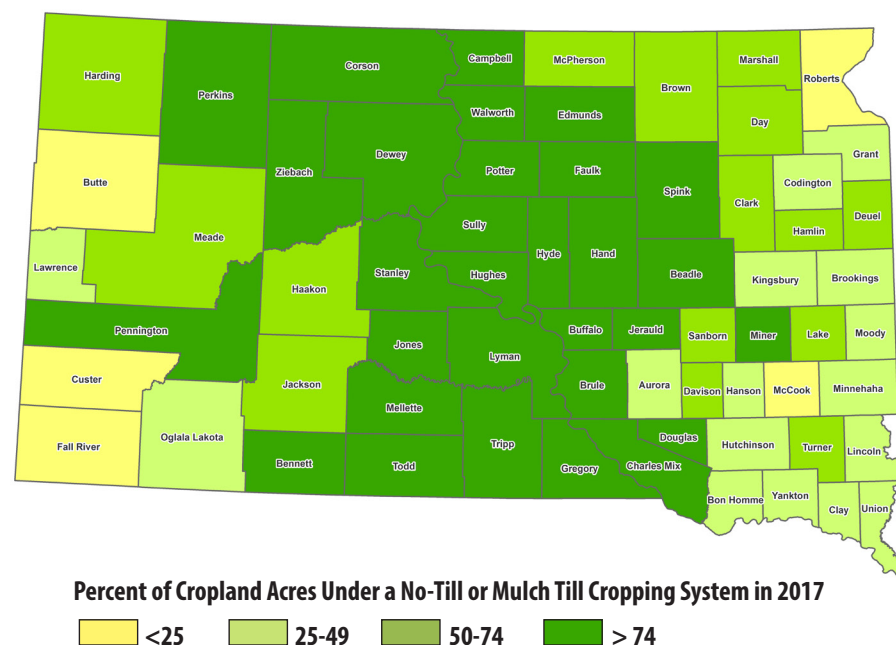 Harding
Perkins
Corson
Campbell
McPherson
Brown
Marshall
Roberts
Walworth
Edmunds
Day
Grant
Butte
Ziebach
Dewey
Potter
Faulk
Spink
Clark
Codington
Deuel
Hamlin
Meade
Sully
Hyde
Hand
Lawrence
Stanley
Hughes
Beadle
Kingsbury
Brookings
Haakon
Pennington
Buffalo
Jerauld
Sanborn
Miner
Lake
Moody
Jones
Lyman
Custer
Jackson
Brule
Aurora
Davison
Hanson
McCook
Minnehaha
Mellette
Fall River
Oglala Lakota
Bennett
Todd
Tripp
Gregory
Douglas
Charles Mix
Hutchinson
Turner
Lincoln
Bon Homme
Yankton
Clay
Union
Percent of Cropland Acres Under a No-Till or Mulch Till Cropping System in 2017
<25 25-49 50-74 > 74